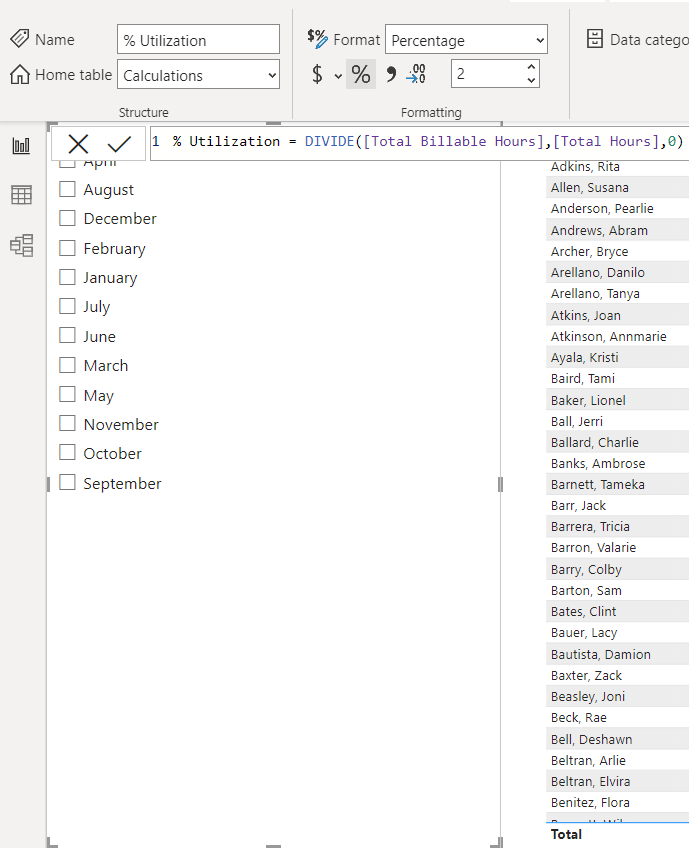 Name
% Utilization
Format
Percentage
Data catego
Home table
Calculations
$
%
,
.00
→.0
2
Structure
Formatting
1 % Utilization = DIVIDE([Total Billable Hours],[Total Hours],0)
April
August
December
February
January
July
June
March
May
November
October
September
Adkins, Rita
Allen, Susana
Anderson, Pearlie
Andrews, Abram
Archer, Bryce
Arellano, Danilo
Arellano, Tanya
Atkins, Joan
Atkinson, Annmarie
Ayala, Kristi
Baird, Tami
Baker, Lionel
Ball, Jerri
Ballard, Charlie
Banks, Ambrose
Barnett, Tameka
Barr, Jack
Barrera, Tricia
Barron, Valarie
Barry, Colby
Barton, Sam
Bates, Clint
Bauer, Lacy
Bautista, Damion
Baxter, Zack
Beasley, Joni
Beck, Rae
Bell, Deshawn
Beltran, Arlie
Beltran, Elvira
Benitez, Flora
Total